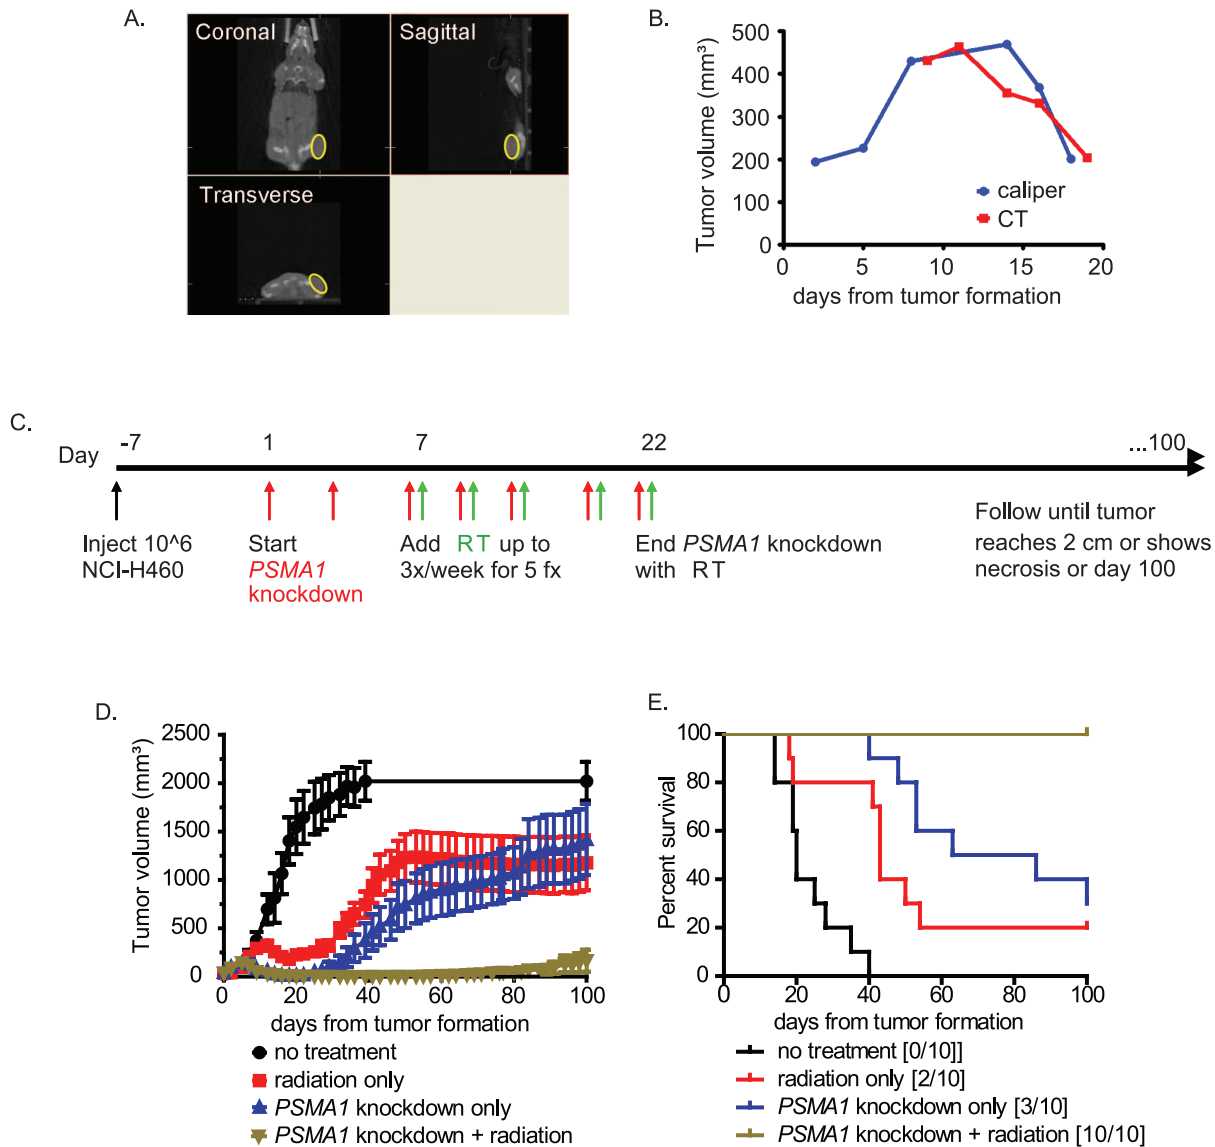 A.
Coronal
Sagittal
Transverse
B.
Tumor volume (mm³)
500
400
300
200
100
0
caliper
CT
0 5 10 15 20
days from tumor formation
C.
Day
-7 1 7 22 ...100
Inject 10^6
NCI-H460
Start
PSMA1
knockdown
Add RT up to
3x/week for 5 fx
End PSMA1 knockdown
with RT
Follow until tumor
reaches 2 cm or shows
necrosis or day 100
D.
Tumor volume (mm³)
2500
2000
1500
1000
500
0
0 20 40 60 80 100
days from tumor formation
no treatment
radiation only
PSMA1 knockdown only
PSMA1 knockdown + radiation
E.
Percent survival
100
80
60
40
20
0
0 20 40 60 80 100
days from tumor formation
no treatment [0/10]]
radiation only [2/10]
PSMA1 knockdown only [3/10]
PSMA1 knockdown + radiation [10/10]